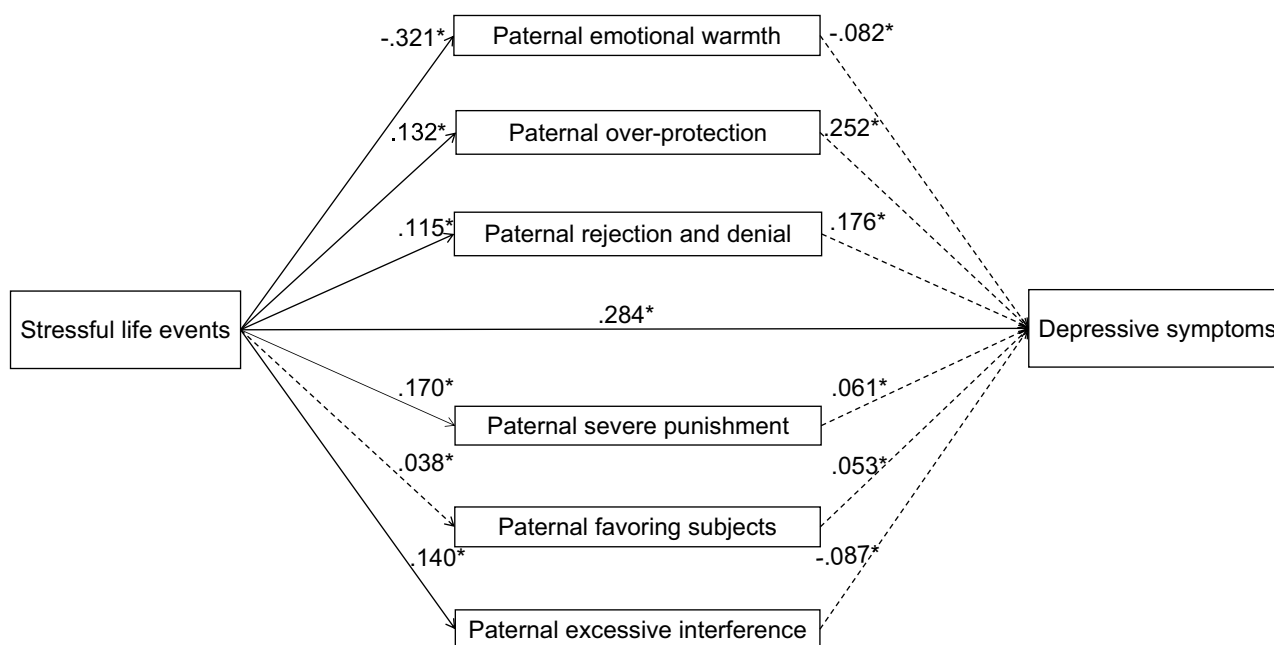 Paternal emotional warmth
-.321*
-.082*
Paternal over-protection
.132*
.252*
Paternal rejection and denial
.115*
.176*
Stressful life events
.284*
Depressive symptoms
.170*
.061*
Paternal severe punishment
.038*
.053*
Paternal favoring subjects
.140*
-.087*
Paternal excessive interference